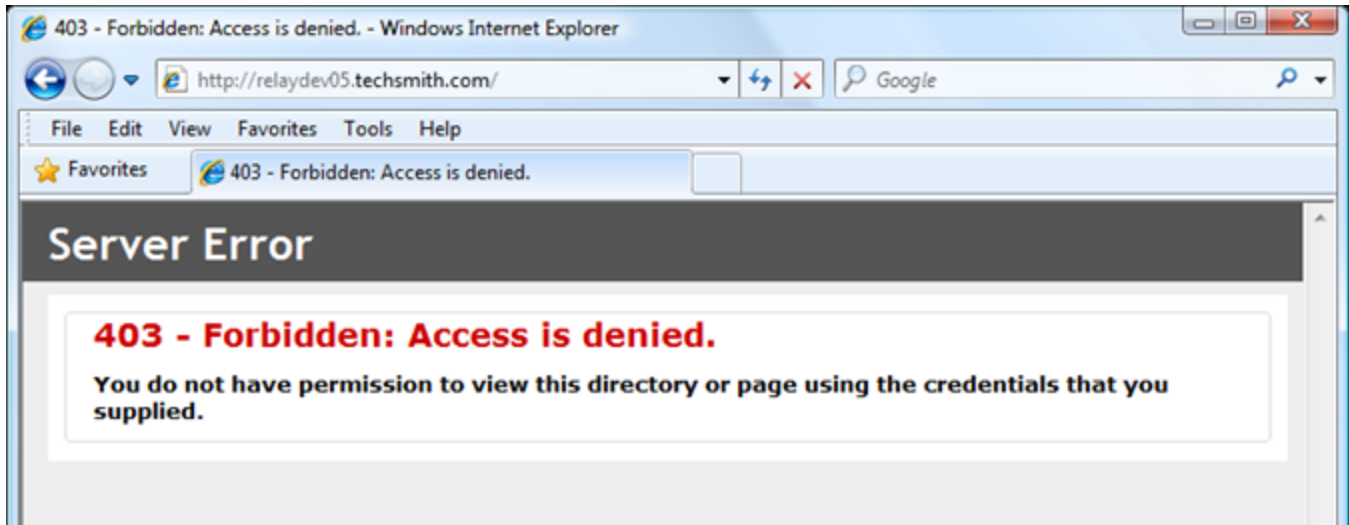 403 - Forbidden: Access is denied. - Windows Internet Explorer
http://relaydev05.techsmith.com/ Google
File Edit View Favorites Tools Help
Favorites 403 - Forbidden: Access is denied.
Server Error
403 - Forbidden: Access is denied.
You do not have permission to view this directory or page using the credentials that you
supplied.